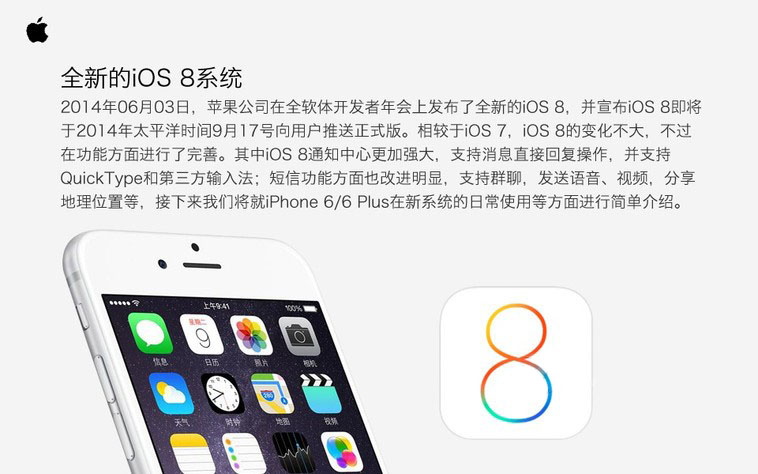 全新的iOS 8系统
2014年06月03日，苹果公司在全软体开发者年会上发布了全新的iOS 8，并宣布iOS 8即将
于2014年太平洋时间9月17号向用户推送正式版。相较于iOS 7，iOS 8的变化不大，不过
在功能方面进行了完善。其中iOS 8通知中心更加强大，支持消息直接回复操作，并支持
QuickType和第三方输入法；短信功能方面也改进明显，支持群聊，发送语音、视频，分享
地理位置等，接下来我们将就iPhone 6/6 Plus在新系统的日常使用等方面进行简单介绍。
上午9:41 100%
星期二
9
280
信息 日历 照片 相机
天气 时钟 地图 视频
8